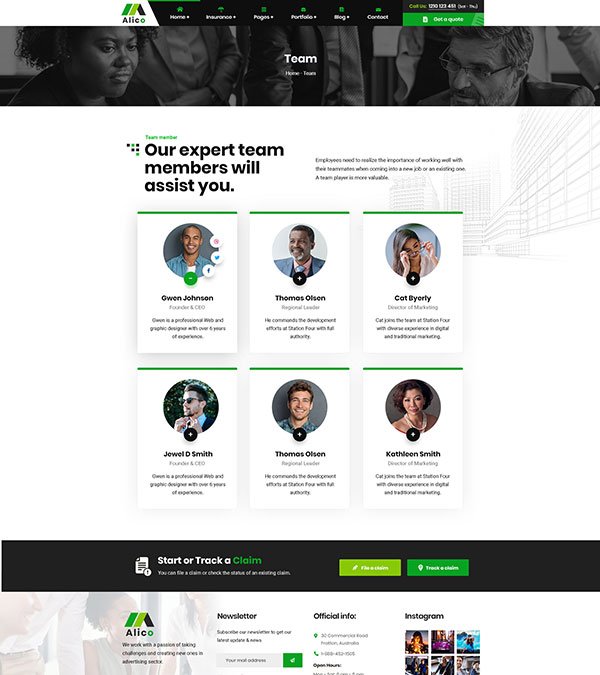 Alico
Home +
Insurance +
Pages +
Portfolio +
Blog +
Contact
Call Us: 1210 123 451 (Sat - Thu)
Get a quote
Team
Home - Team
Team member
Our expert team
members will
assist you.
Employees need to realize the importance of working well with
their teammates when coming into a new job or an existing one.
A team player is more valuable.
Gwen Johnson
Founder & CEO
Gwen is a professional Web and
graphic designer with over 6 years
of experience.
Thomas Olsen
Regional Leader
He commands the development
efforts at Station Four with full
authority.
Cat Byerly
Director of Marketing
Cat joins the team at Station Four
with diverse experience in digital
and traditional marketing.
Jewel D Smith
Founder & CEO
Gwen is a professional Web and
graphic designer with over 6 years
of experience.
Thomas Olsen
Regional Leader
He commands the development
efforts at Station Four with full
authority.
Kathleen Smith
Director of Marketing
Cat joins the team at Station Four
with diverse experience in digital
and traditional marketing.
Start or Track a Claim
You can file a claim or check the status of an existing claim.
File a claim
Track a claim
Alico
We work with a passion of taking
challenges and creating new ones in
advertising sector.
Newsletter
Subscribe our newsletter to get our
latest update & news.
Your mail address
Official info:
30 Commercial Road
Fratton, Australia
1-888-452-1505
Open Hours:
Instagram